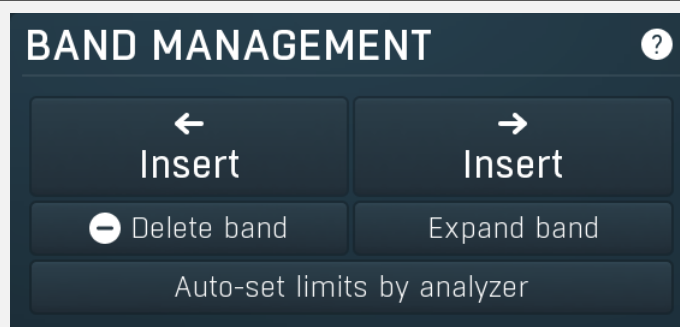 BAND MANAGEMENT ?
← →
Insert Insert
Delete band Expand band
Auto-set limits by analyzer